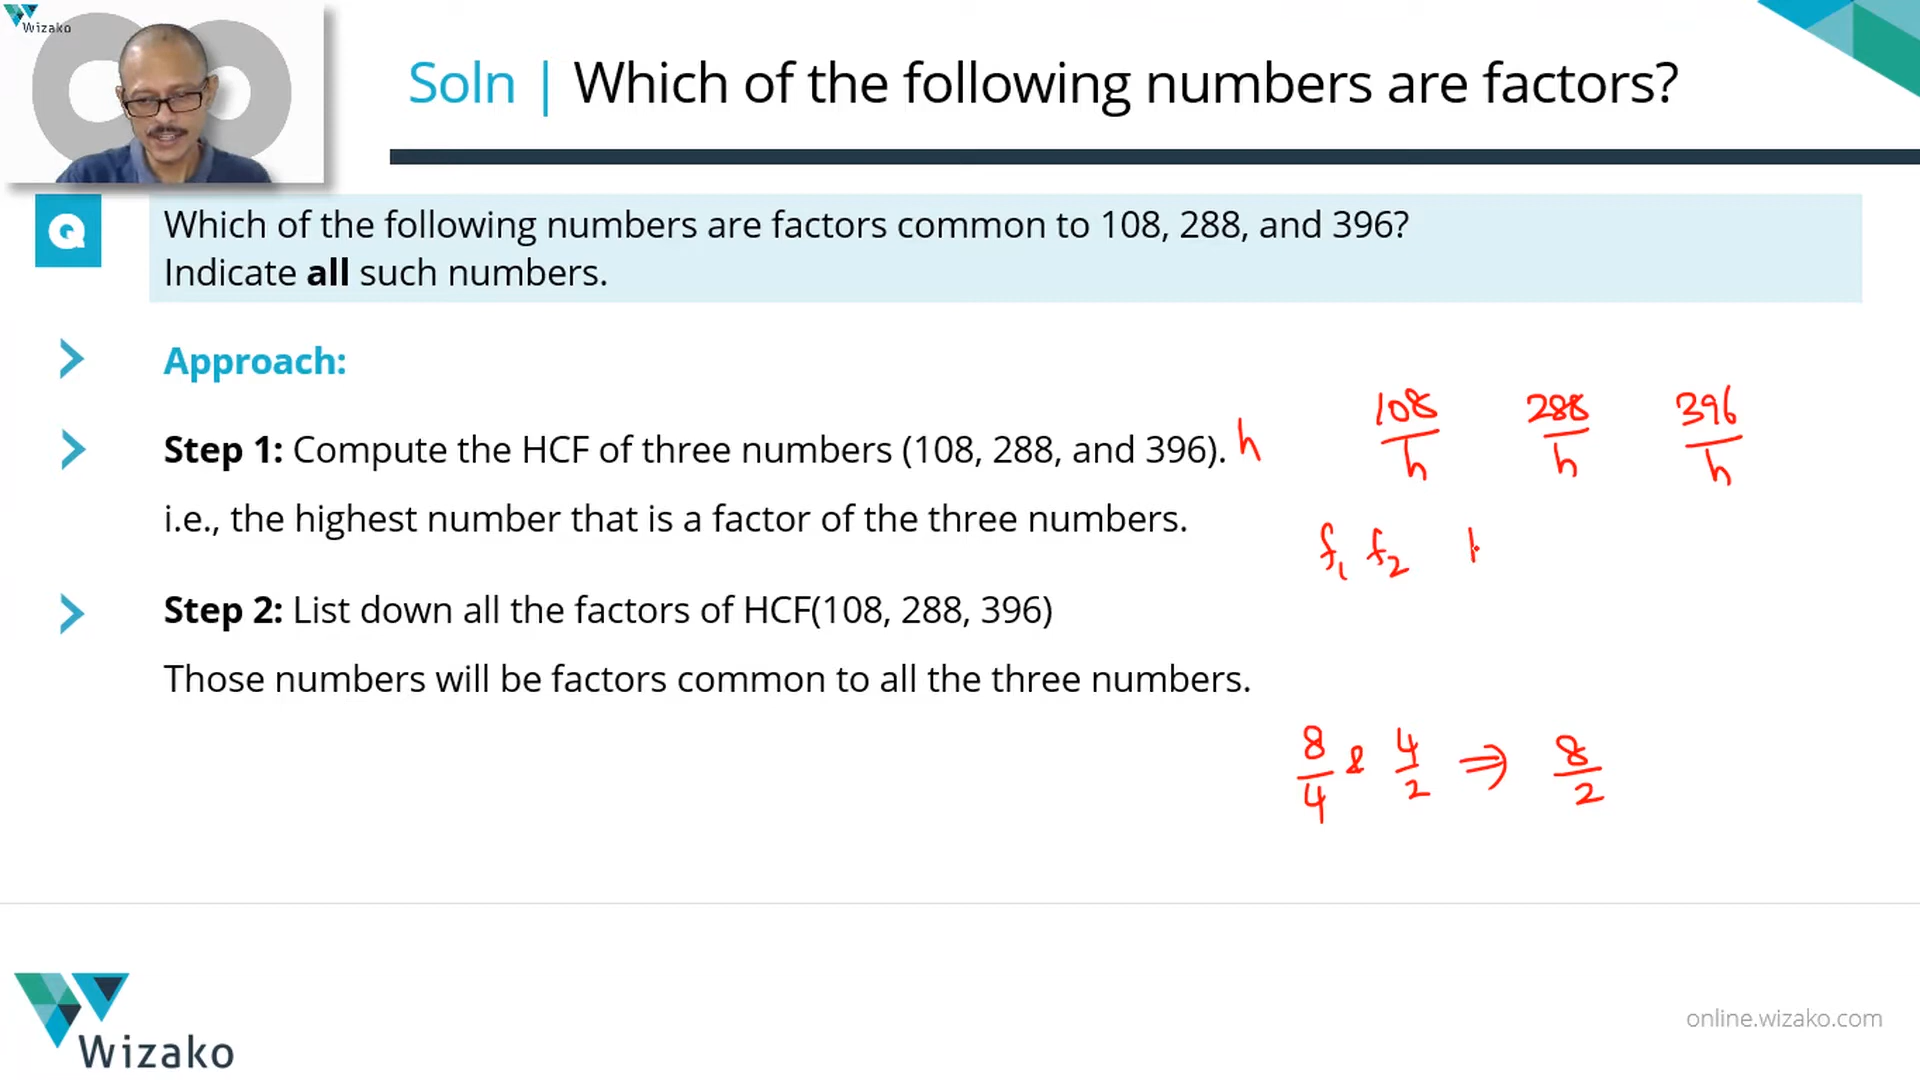 Wizako
Soln | Which of the following numbers are factors?
Q
Which of the following numbers are factors common to 108, 288, and 396?
Indicate all such numbers.
Approach:
Step 1: Compute the HCF of three numbers (108, 288, and 396). h
108/h 288/h 396/h
i.e., the highest number that is a factor of the three numbers.
f1 f2
Step 2: List down all the factors of HCF(108, 288, 396)
Those numbers will be factors common to all the three numbers.
8/4 & 4/2 ⇒ 8/2
Wizako
online.wizako.com